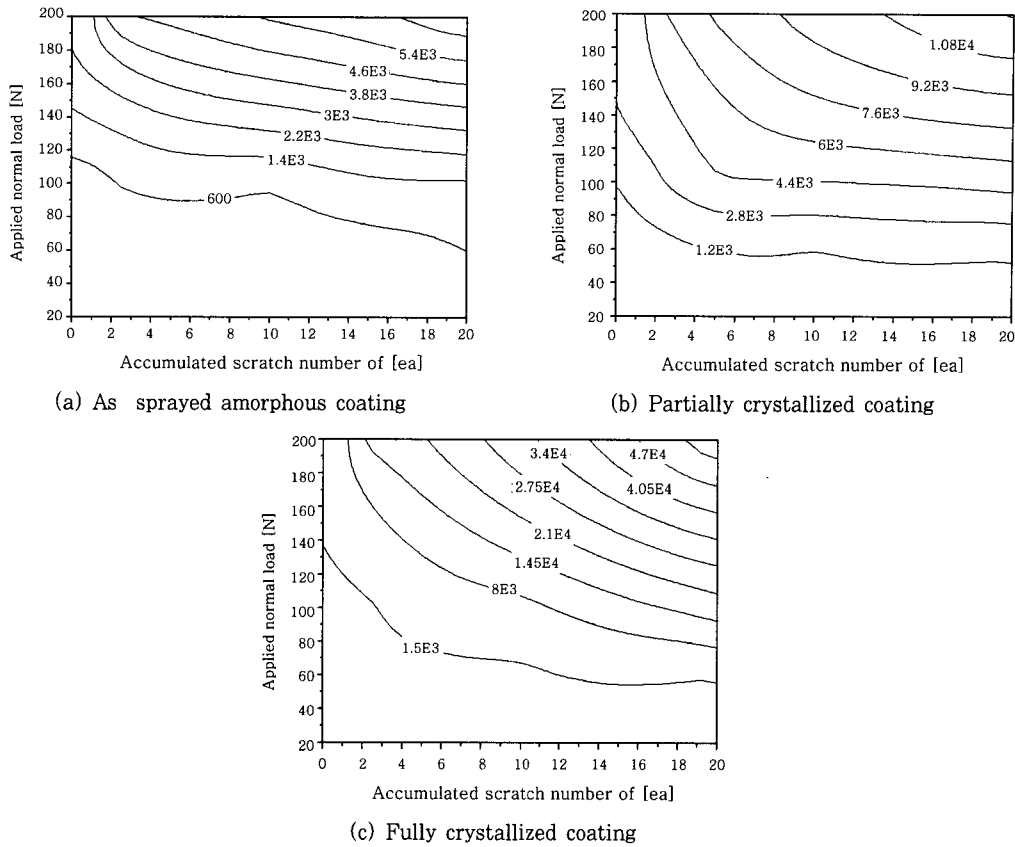 Applied normal load [N]
200
180
160
140
120
100
80
60
40
20
5.4E3
4.6E3
3.8E3
3E3
2.2E3
1.4E3
600
0 2 4 6 8 10 12 14 16 18 20
Accumulated scratch number of [ea]
(a) As sprayed amorphous coating
Applied normal load [N]
200
180
160
140
120
100
80
60
40
20
1.08E4
9.2E3
7.6E3
6E3
4.4E3
2.8E3
1.2E3
0 2 4 6 8 10 12 14 16 18 20
Accumulated scratch number of [ea]
(b) Partially crystallized coating
Applied normal load [N]
200
180
160
140
120
100
80
60
40
20
3.4E4 4.7E4
2.75E4 4.05E4
2.1E4
1.45E4
8E3
1.5E3
0 2 4 6 8 10 12 14 16 18 20
Accumulated scratch number of [ea]
(c) Fully crystallized coating